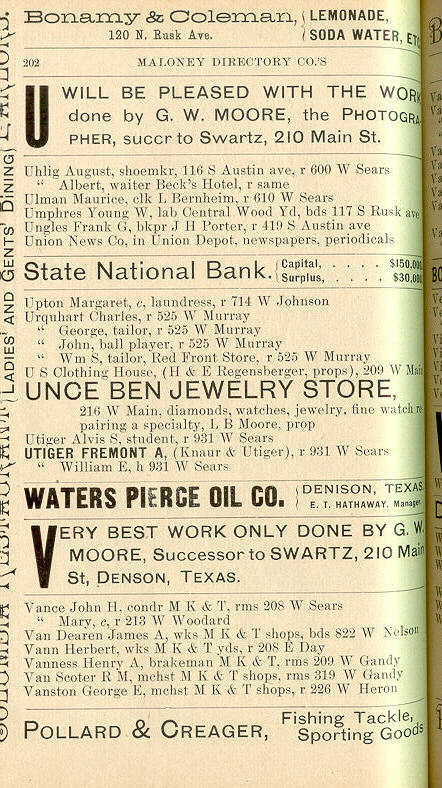 Bonamy & Coleman, LEMONADE,
120 N. Rusk Ave. SODA WATER, ETC
202 MALONEY DIRECTORY CO.'S
U WILL BE PLEASED WITH THE WORK
done by G. W. MOORE, the PHOTOGRA-
PHER, succr to Swartz, 210 Main St.
Uhlig August, shoemkr, 116 S Austin ave, r 600 W Sears
“ Albert, waiter Beck's Hotel, r same
Ulman Maurice, clk L Bernheim, r 610 W Sears
Umphres Young W, lab Central Wood Yd, bds 117 S Rusk ave
Ungles Frank G, bkpr J H Porter, r 419 S Austin ave
Union News Co, in Union Depot, newspapers, periodicals
State National Bank. Capital, . . . . $150,000
Surplus, . . . . $30,000
Upton Margaret, c, laundress, r 714 W Johnson
Urquhart Charles, r 525 W Murray
“ George, tailor, r 525 W Murray
“ John, ball player, r 525 W Murray
“ Wm S, tailor, Red Front Store, r 525 W Murray
U S Clothing House, (H & E Regensberger, props), 209 W Main
UNCE BEN JEWELRY STORE,
216 W Main, diamonds, watches, jewelry, fine watch re-
pairing a specialty, L B Moore, prop
Utiger Alvis S, student, r 931 W Sears
UTIGER FREMONT A, (Knaur & Utiger), r 931 W Sears
“ William E, h 931 W Sears
WATERS PIERCE OIL CO. DENISON, TEXAS
E. T. HATHAWAY, Manager
VERY BEST WORK ONLY DONE BY G. W.
MOORE, Successor to SWARTZ, 210 Main
St, DENSON, TEXAS.
Vance John H, condr M K & T, rms 208 W Sears
“ Mary, c, r 213 W Woodard
Van Dearen James A, wks M K & T shops, bds 822 W Nelson
Vann Herbert, wks M K & T yds, r 208 E Day
Vanness Henry A, brakeman M K & T, rms 209 W Gandy
Van Scoter R M, mchst M K & T shops, rms 319 W Gandy
Vanston George E, mchst M K & T shops, r 226 W Heron
POLLARD & CREAGER, Fishing Tackle,
Sporting Goods
COLUMBIA RESTAURANT LADIES' AND GENTS' DINING PARLORS.